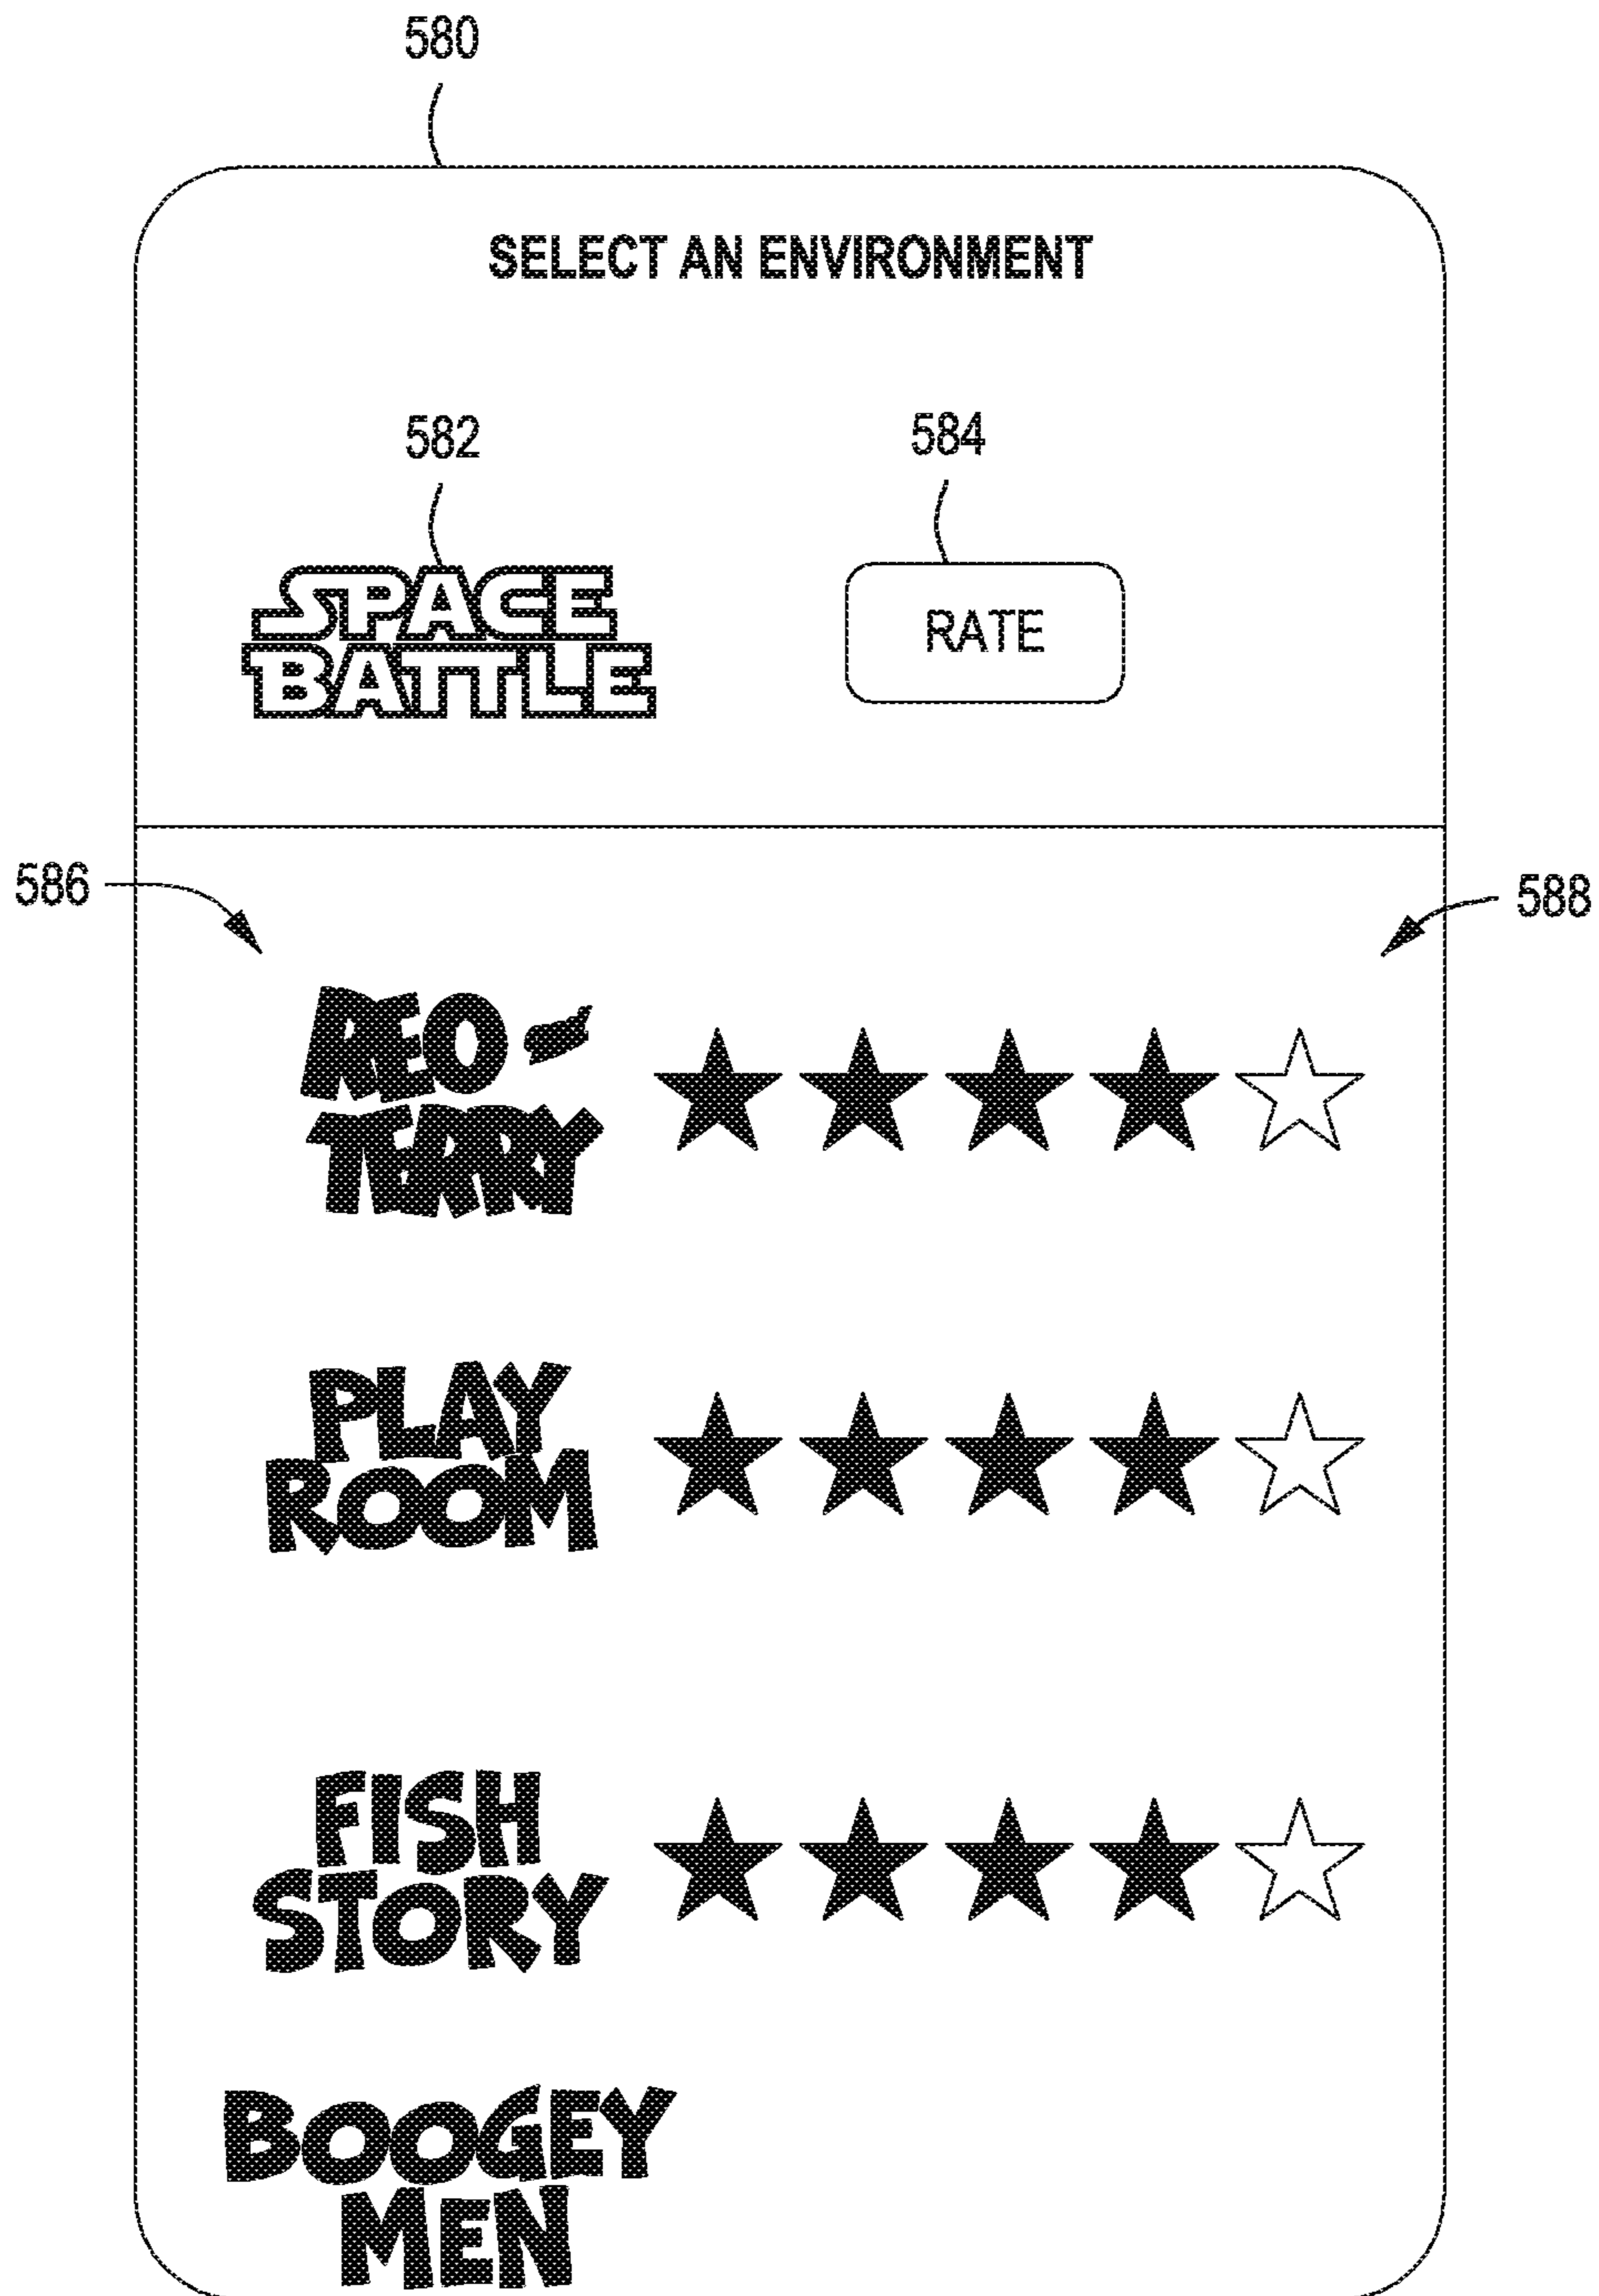 580
SELECT AN ENVIRONMENT
582
584
SPACE
BATTLE
RATE
586
588
REO-
TERRY
PLAY
ROOM
FISH
STORY
BOOGEY
MEN